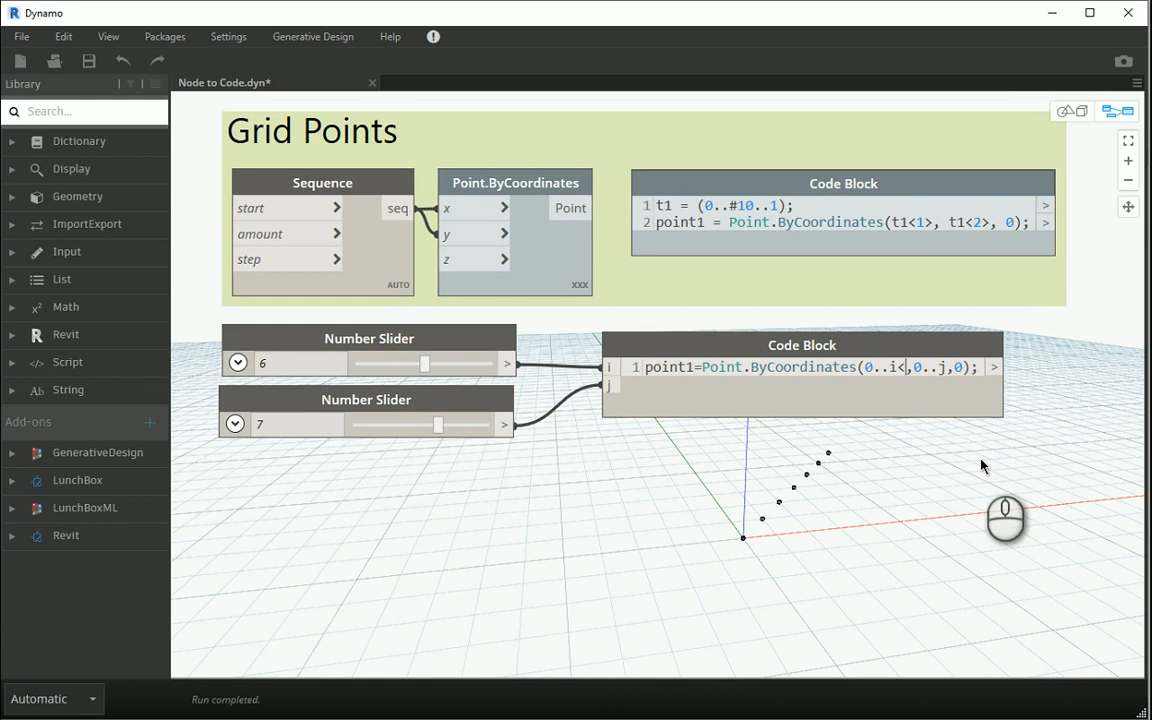 Dynamo
File Edit View Packages Settings Generative Design Help
Library
Node to Code.dyn*
Search...
Dictionary
Display
Geometry
ImportExport
Input
List
Math
Revit
Script
String
Add-ons
GenerativeDesign
LunchBox
LunchBoxML
Revit
Grid Points
Sequence
start
amount
step
seq
AUTO
Point.ByCoordinates
x
y
z
Point
XXX
Code Block
1 t1 = (0..#10..1);
2 point1 = Point.ByCoordinates(t1<1>, t1<2>, 0);
Number Slider
6
Number Slider
7
Code Block
i 1 point1=Point.ByCoordinates(0..i<,0..j,0);
j
Automatic
Run completed.